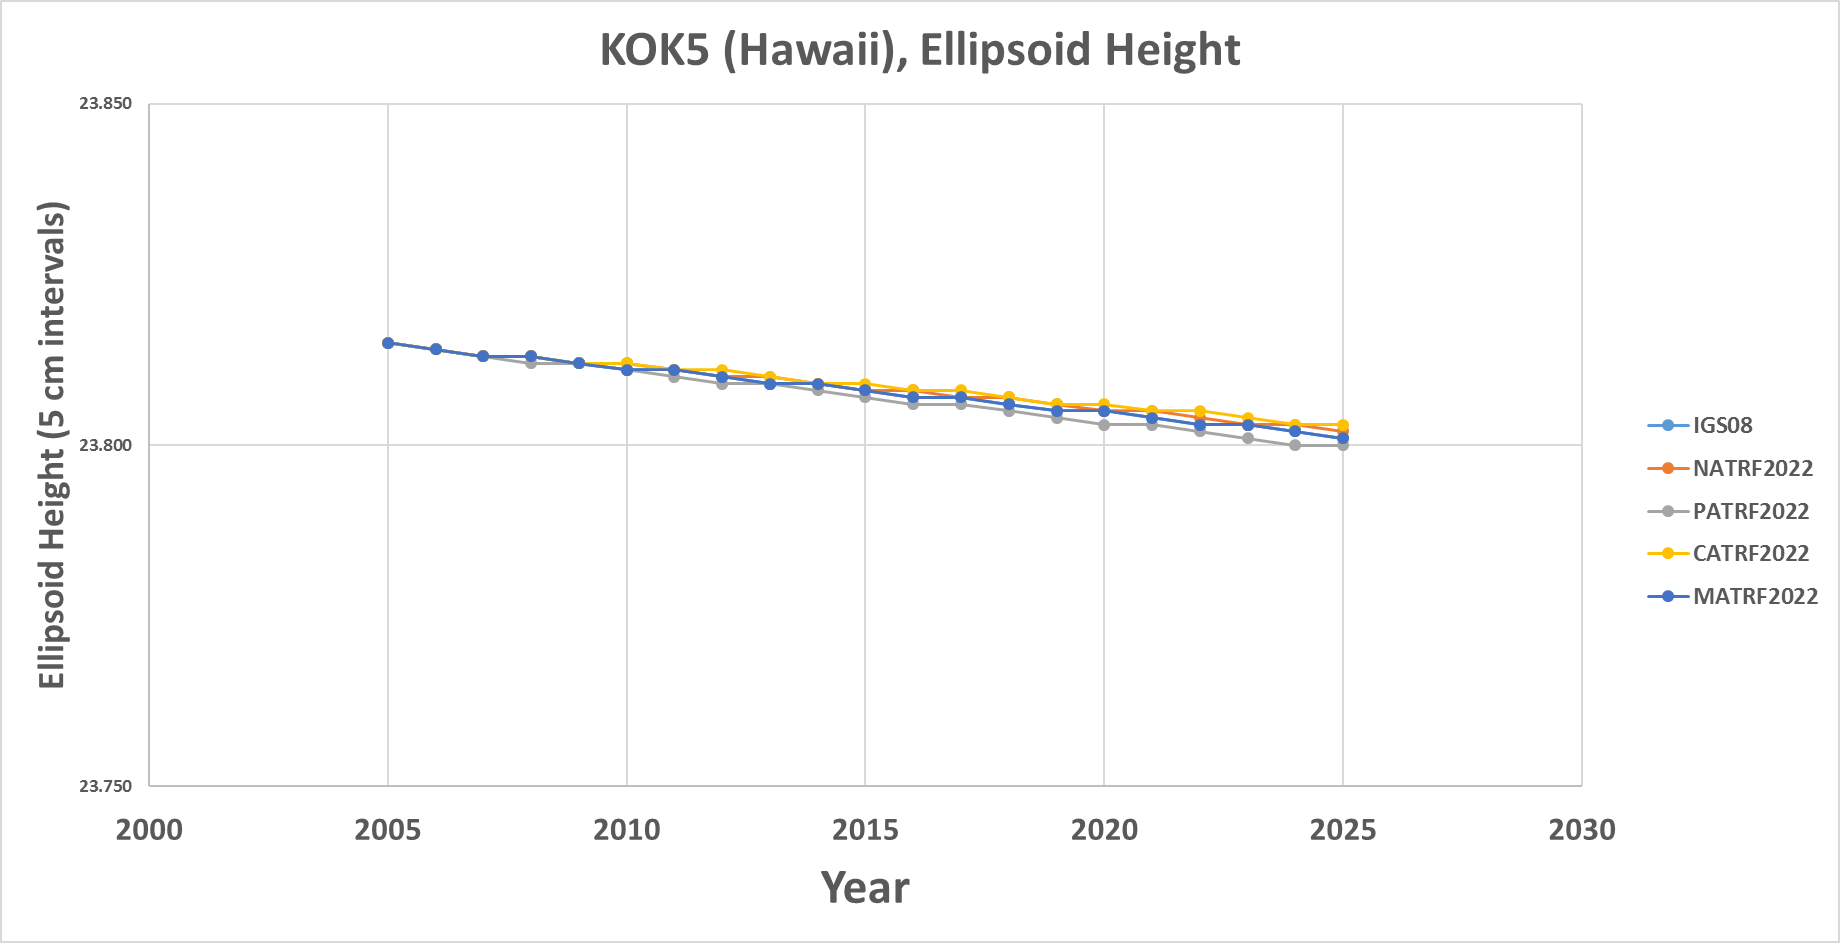 KOK5 (Hawaii), Ellipsoid Height
23.850
23.800
23.750
Ellipsoid Height (5 cm intervals)
2000 2005 2010 2015 2020 2025 2030
Year
IGS08
NATRF2022
PATRF2022
CATRF2022
MATRF2022